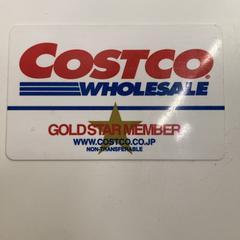 COSTCO®
WHOLESALE
GOLD STAR MEMBER
WWW.COSTCO.CO.JP
NON-TRANSFERABLE